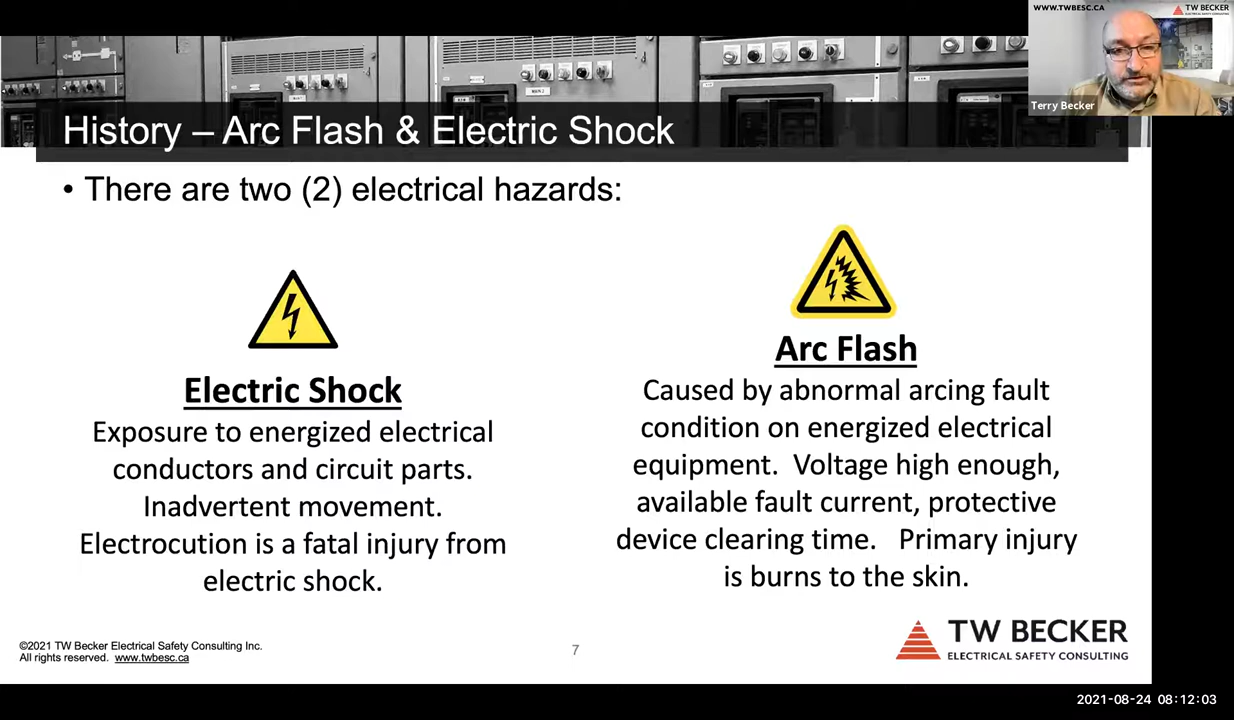 WWW.TWBESC.CA
TW BECKER
ELECTRICAL SAFETY CONSULTING
Terry Becker
History – Arc Flash & Electric Shock
• There are two (2) electrical hazards:
Electric Shock
Exposure to energized electrical
conductors and circuit parts.
Inadvertent movement.
Electrocution is a fatal injury from
electric shock.
Arc Flash
Caused by abnormal arcing fault
condition on energized electrical
equipment. Voltage high enough,
available fault current, protective
device clearing time. Primary injury
is burns to the skin.
©2021 TW Becker Electrical Safety Consulting Inc.
All rights reserved. www.twbesc.ca
7
TW BECKER
ELECTRICAL SAFETY CONSULTING
2021-08-24 08:12:03